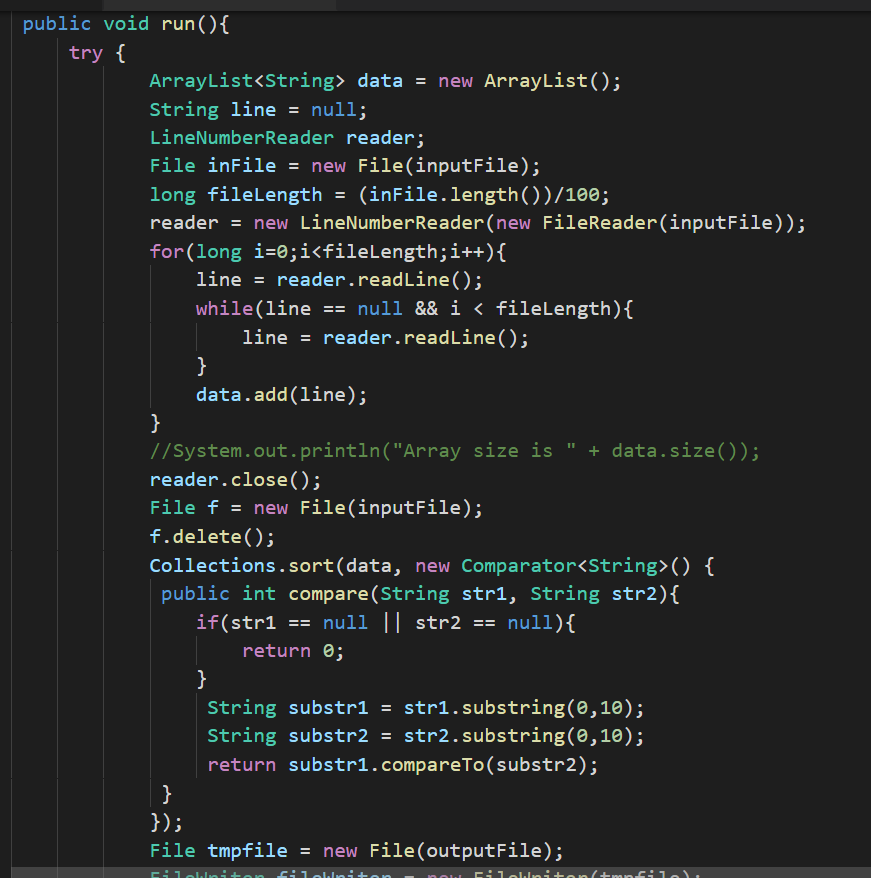 public void run(){
try {
ArrayList<String> data = new ArrayList();
String line = null;
LineNumberReader reader;
File inFile = new File(inputFile);
long fileLength = (inFile.length())/100;
reader = new LineNumberReader(new FileReader(inputFile));
for(long i=0;i<fileLength;i++){
line = reader.readLine();
while(line == null && i < fileLength){
line = reader.readLine();
}
data.add(line);
}
//System.out.println("Array size is " + data.size());
reader.close();
File f = new File(inputFile);
f.delete();
Collections.sort(data, new Comparator<String>() {
public int compare(String str1, String str2){
if(str1 == null || str2 == null){
return 0;
}
String substr1 = str1.substring(0,10);
String substr2 = str2.substring(0,10);
return substr1.compareTo(substr2);
}
});
File tmpfile = new File(outputFile);
FileWriter fileWriter = new FileWriter(tmpfile);